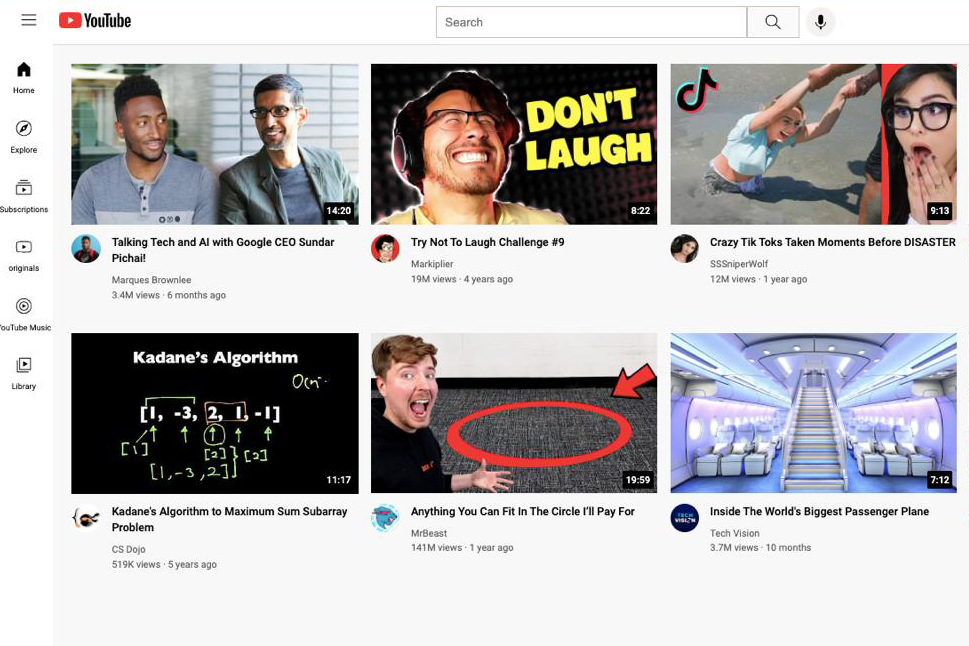 YouTube
Search
Home
Explore
Subscriptions
originals
YouTube Music
Library
DON'T
LAUGH
14:20
8:22
9:13
Talking Tech and AI with Google CEO Sundar
Pichai!
Marques Brownlee
3.4M views · 6 months ago
Try Not To Laugh Challenge #9
Markiplier
19M views · 4 years ago
Crazy Tik Toks Taken Moments Before DISASTER
SSSniperWolf
12M views · 1 year ago
Kadane's Algorithm
[1, -3, 2, 1, -1]
[1]
[2]
[2]
[1, -3, 2]
11:17
19:59
7:12
Kadane's Algorithm to Maximum Sum Subarray
Problem
CS Dojo
519K views · 5 years ago
Anything You Can Fit In The Circle I'll Pay For
MrBeast
141M views · 1 year ago
TECH
VISION
Inside The World's Biggest Passenger Plane
Tech Vision
3.7M views · 10 months